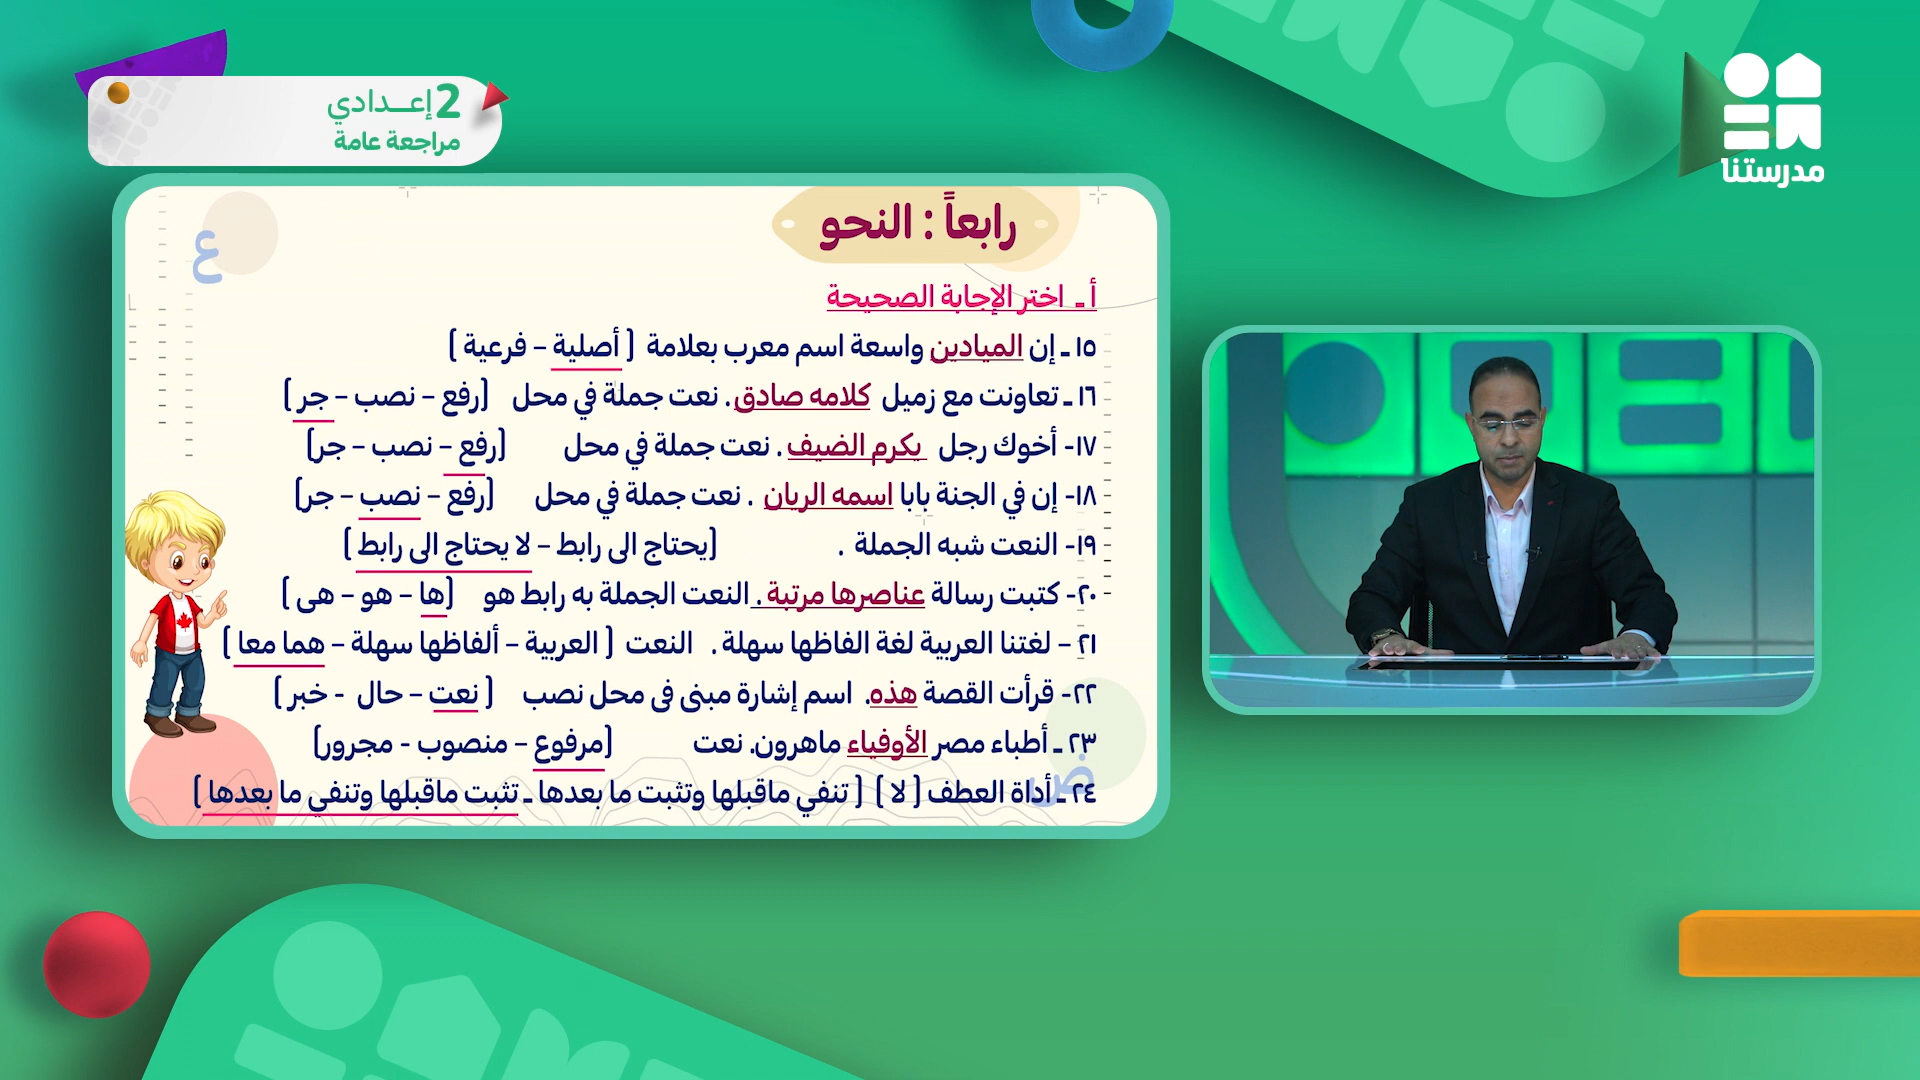 2 إعـــدادي
مراجعة عامة
مدرستنا
رابعاً : النحو
ع
أ ـ اختر الإجابة الصحيحة
١٥ ـ إن الميادين واسعة اسم معرب بعلامة [ أصلية – فرعية ]
١٦ ـ تعاونت مع زميل كلامه صادق . نعت جملة في محل [رفع – نصب – جر ]
١٧- أخوك رجل يكرم الضيف . نعت جملة في محل [رفع – نصب – جر]
١٨- إن في الجنة بابا اسمه الريان . نعت جملة في محل [رفع – نصب – جر]
١٩- النعت شبه الجملة . [يحتاج الى رابط – لا يحتاج الى رابط ]
٢٠- كتبت رسالة عناصرها مرتبة . النعت الجملة به رابط هو [ها – هو – هى ]
٢١ – لغتنا العربية لغة الفاظها سهلة . النعت [ العربية – ألفاظها سهلة – هما معا ]
٢٢- قرأت القصة هذه. اسم إشارة مبنى فى محل نصب [ نعت – حال - خبر ]
٢٣ ـ أطباء مصر الأوفياء ماهرون. نعت [مرفوع – منصوب - مجرور]
٢٤ ـ أداة العطف [ لا ] [ تنفي ماقبلها وتثبت ما بعدها ـ تثبت ماقبلها وتنفي ما بعدها ]
ض